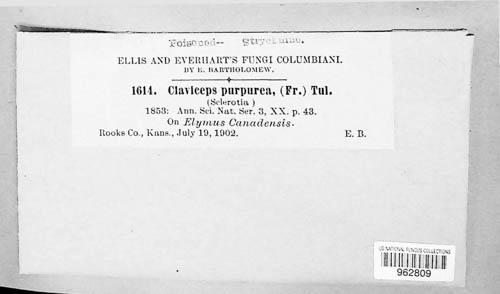 Poisoned-- Strychnine.
ELLIS AND EVERHART'S FUNGI COLUMBIANI.
BY E. BARTHOLOMEW.
1614. Claviceps purpurea, (Fr.) Tul.
(Sclerotia)
1853: Ann. Sci. Nat. Ser. 3, XX. p. 43.
On Elymus Canadensis.
Rooks Co., Kans., July 19, 1902. E. B.
US NATIONAL FUNGUS COLLECTIONS
962809